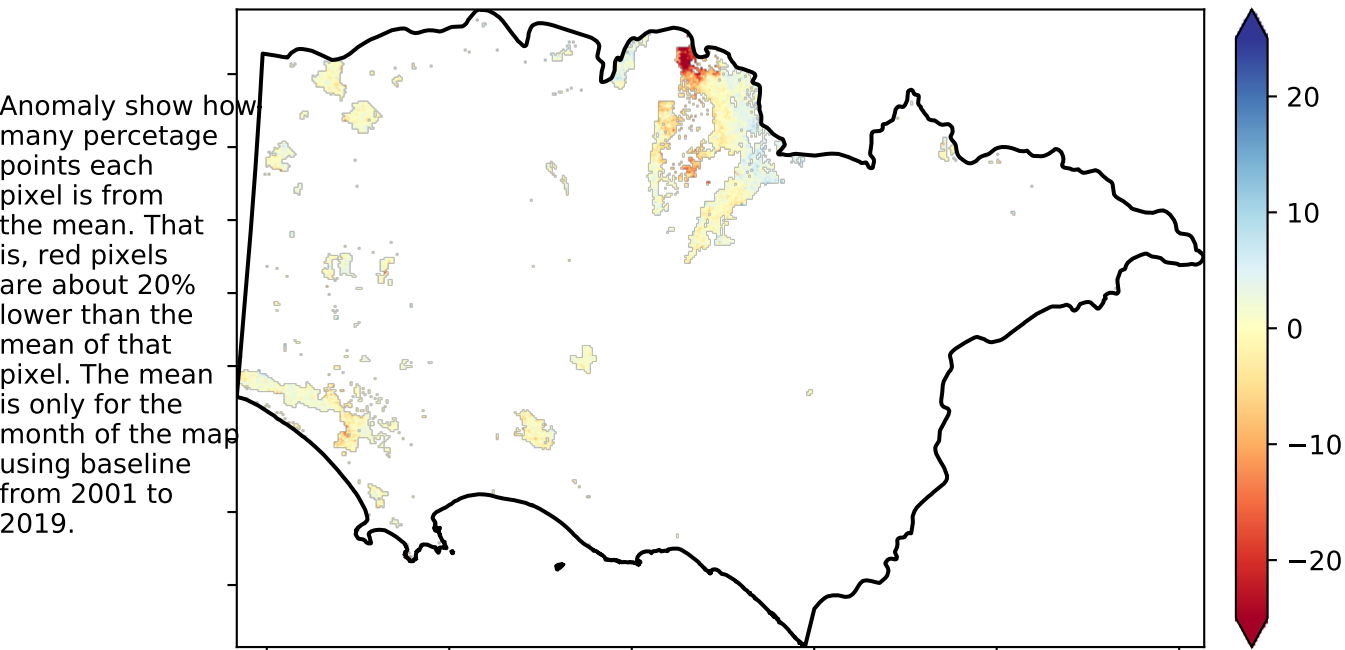 Anomaly show how
many percetage
points each
pixel is from
the mean. That
is, red pixels
are about 20%
lower than the
mean of that
pixel. The mean
is only for the
month of the map
using baseline
from 2001 to
2019.
20
10
0
−10
−20